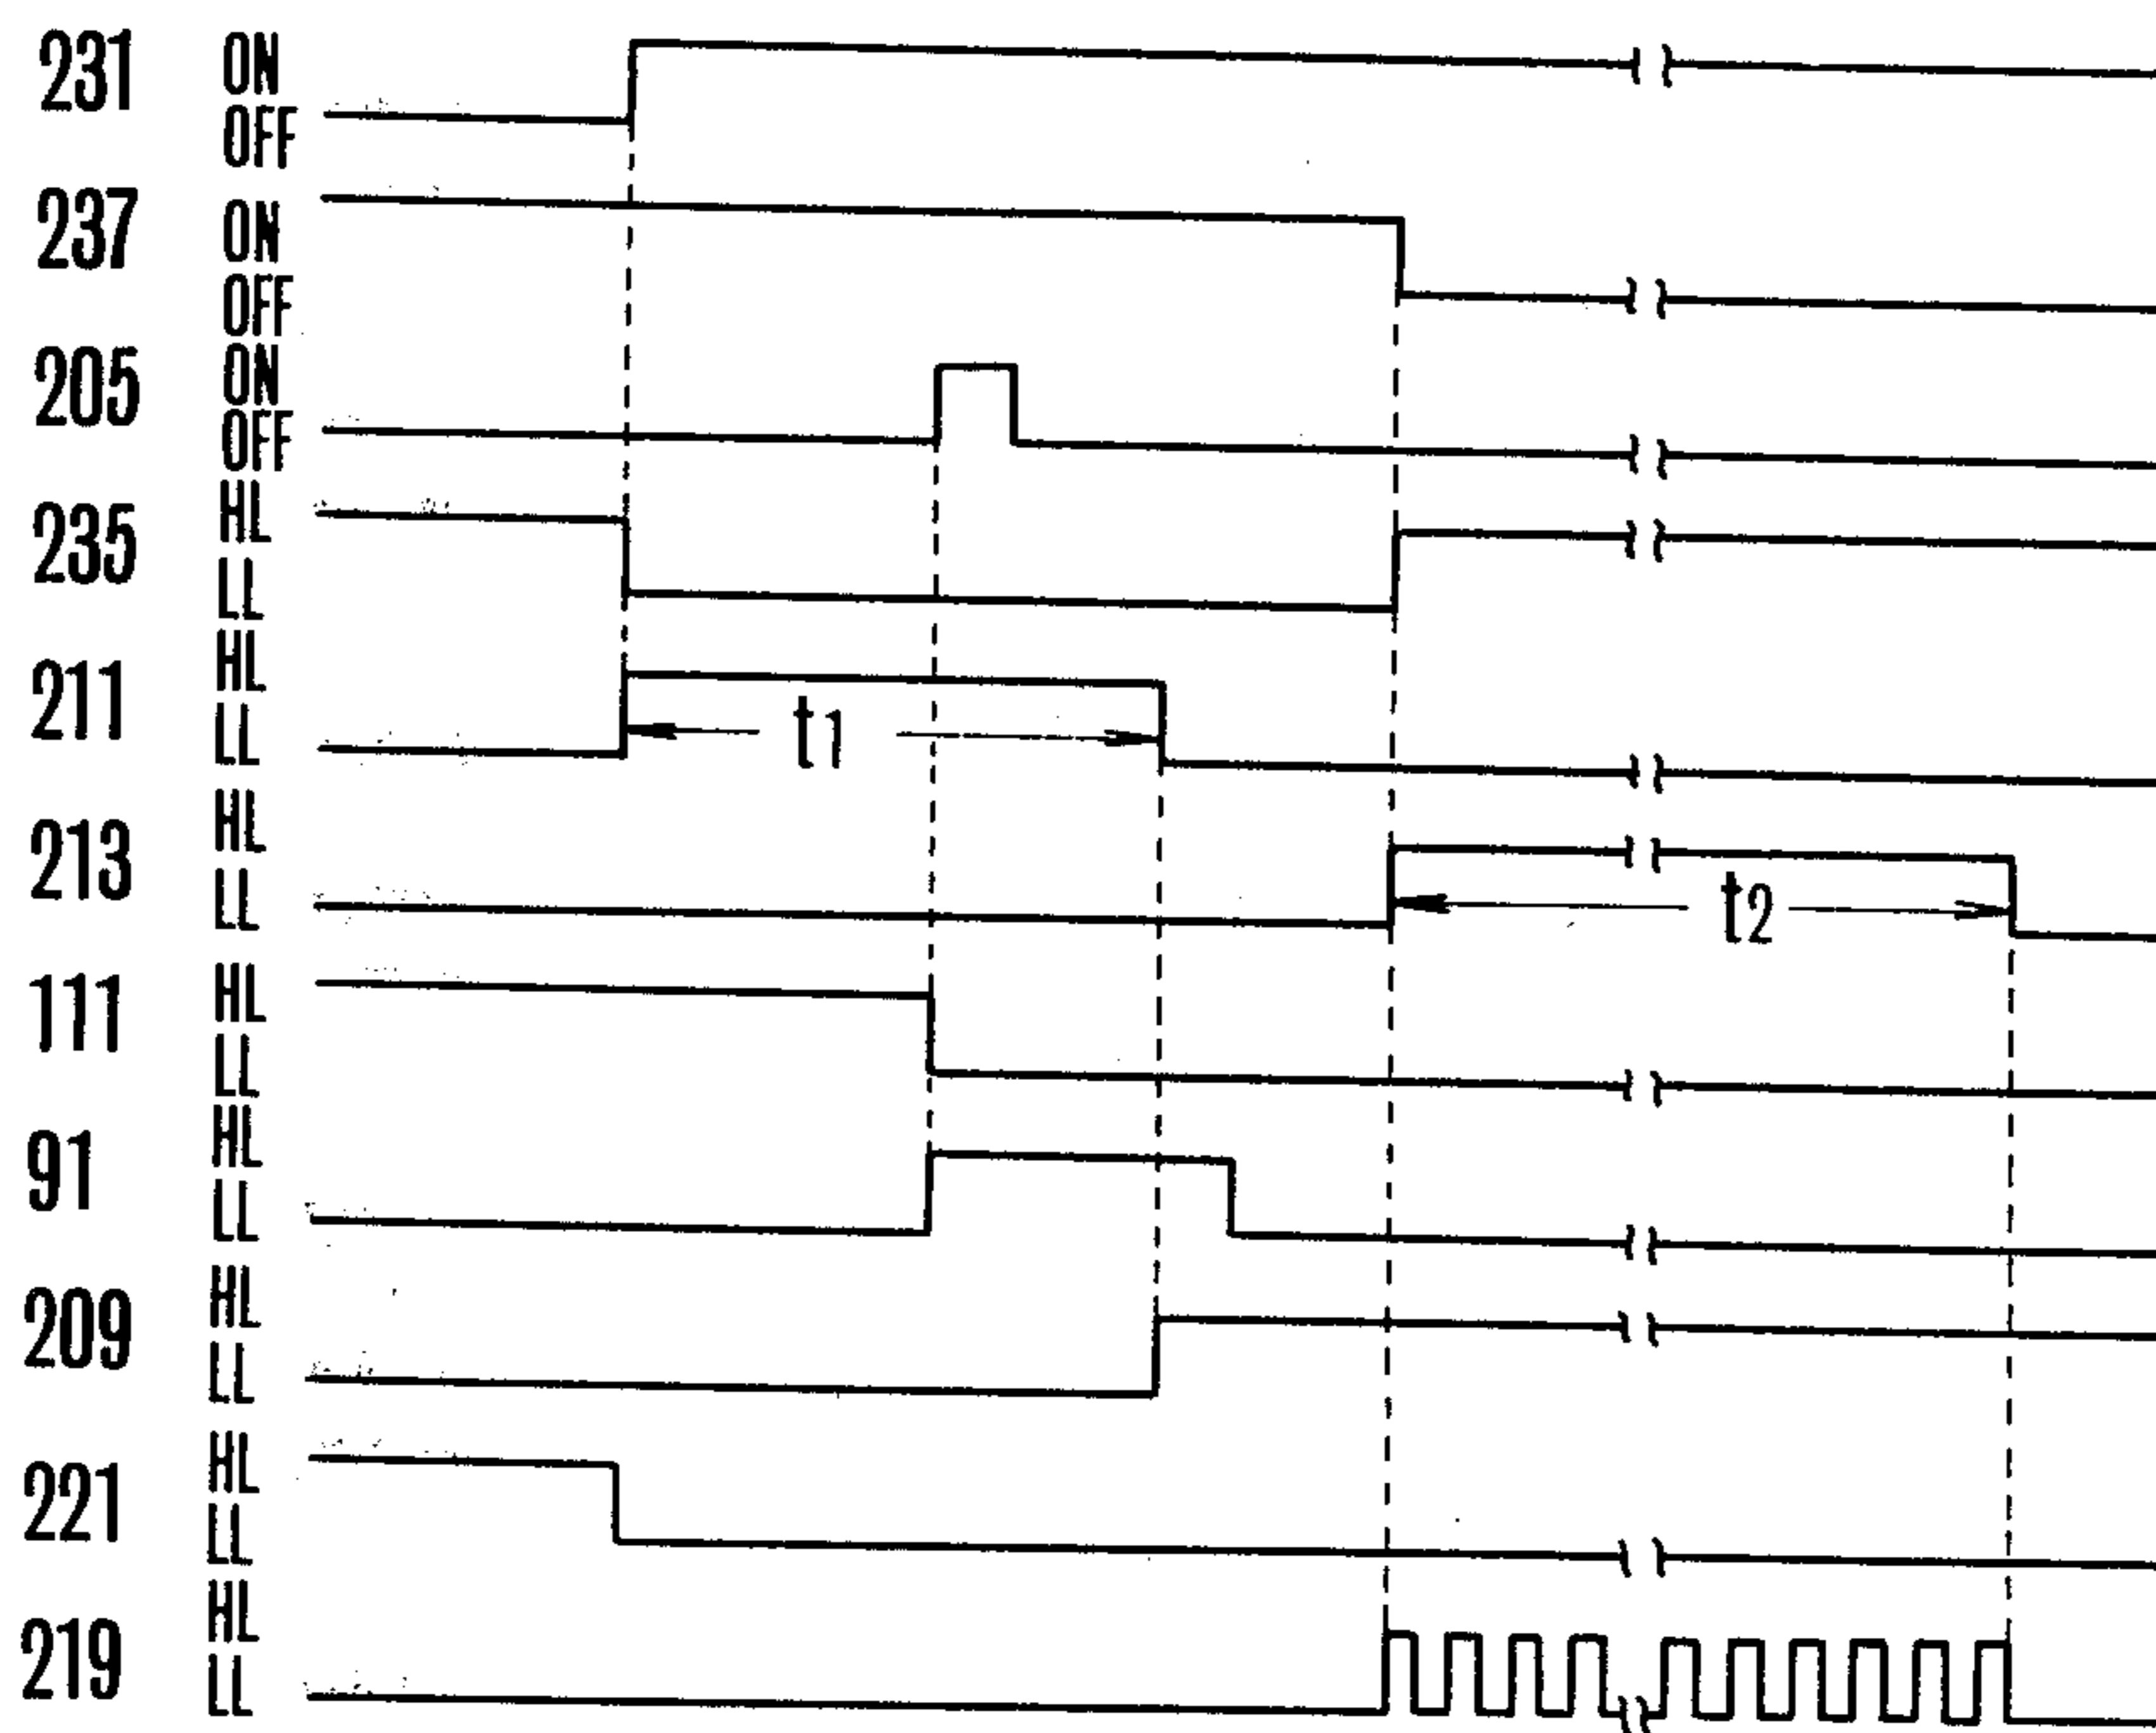 231 ON
OFF
237 ON
OFF
205 ON
OFF
235 HL
LL
211 HL
LL
t1
213 HL
LL
t2
111 HL
LL
91 HL
LL
209 HL
LL
221 HL
LL
219 HL
LL